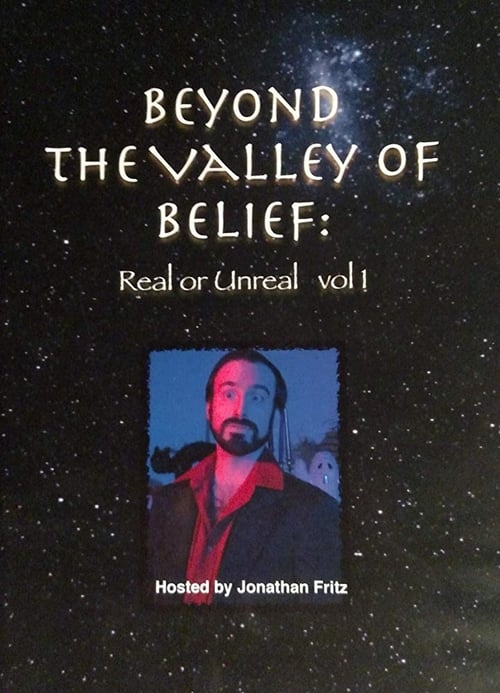 BEYOND
THE VALLEY OF
BELIEF:
Real or Unreal vol 1
Hosted by Jonathan Fritz